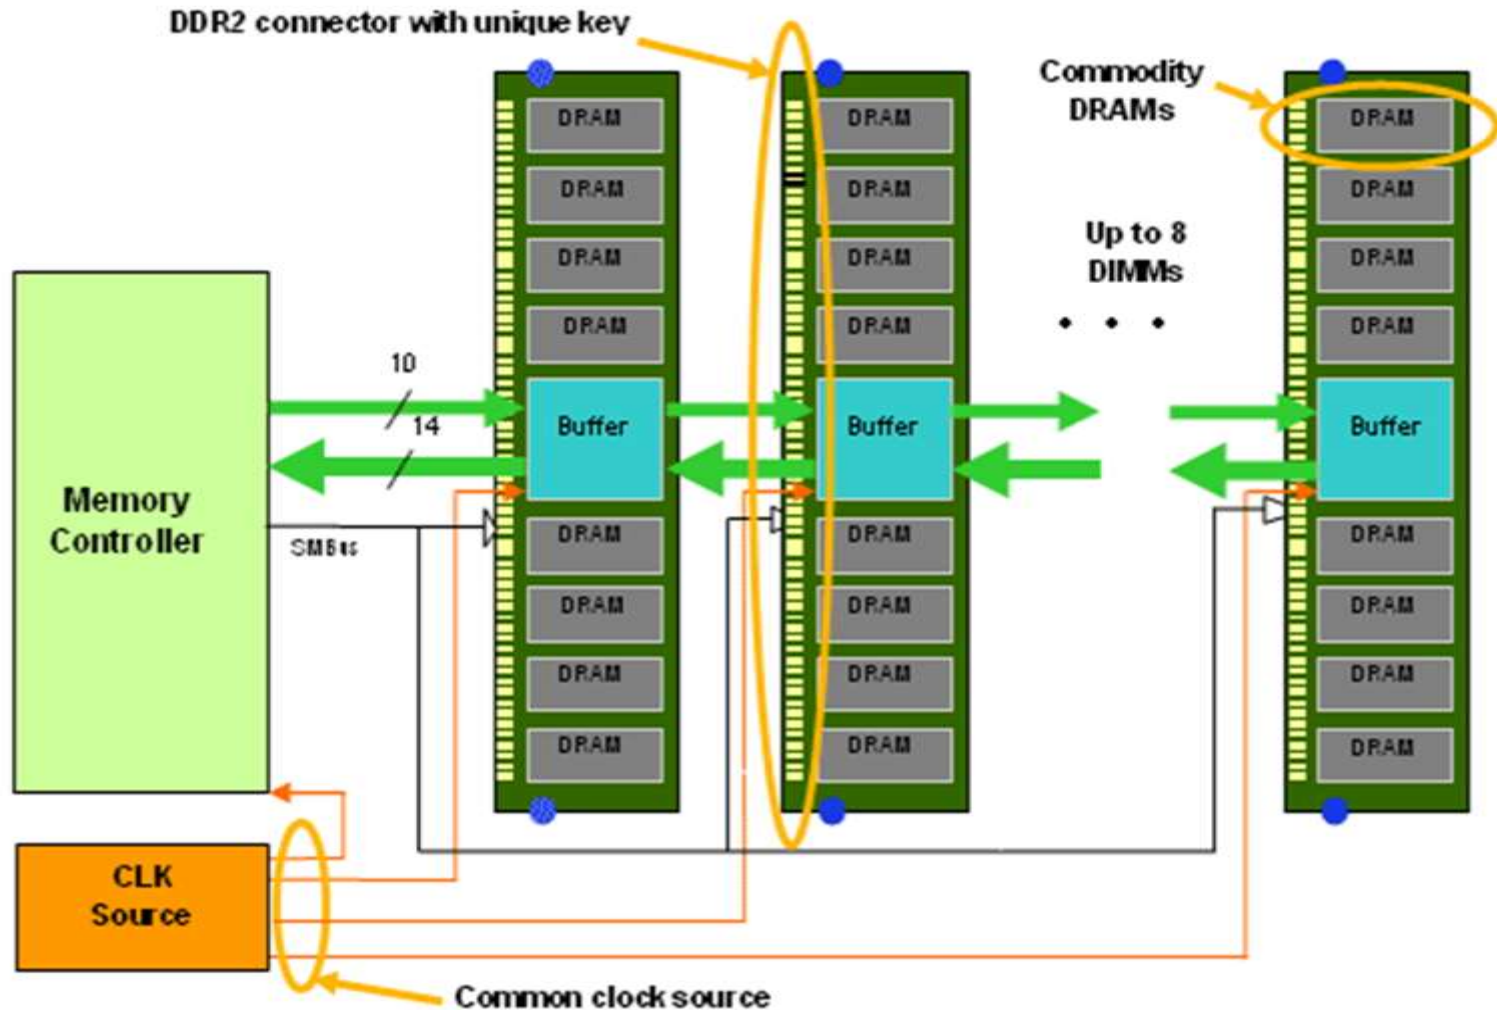 DDR2 connector with unique key
Commodity
DRAMs
DRAM
DRAM
DRAM
DRAM
DRAM
DRAM
Up to 8
DIMMs
• • •
DRAM
DRAM
DRAM
DRAM
DRAM
DRAM
10
14
Buffer
Buffer
Buffer
Memory
Controller
SMBus
DRAM
DRAM
DRAM
DRAM
DRAM
DRAM
DRAM
DRAM
DRAM
DRAM
DRAM
DRAM
CLK
Source
Common clock source